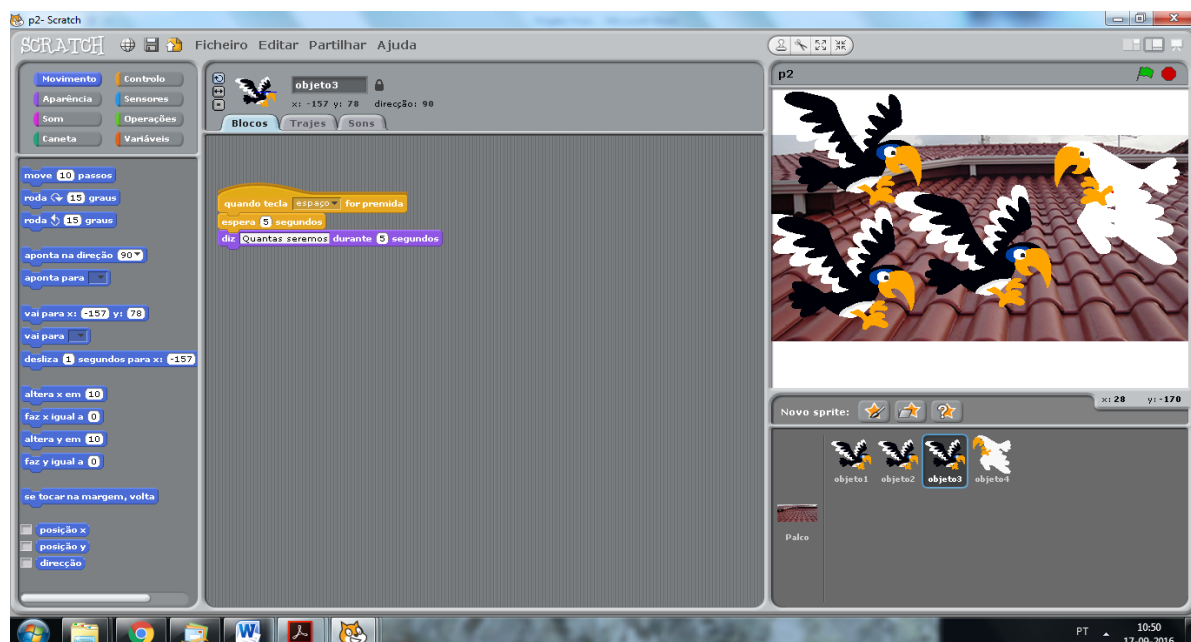 p2- Scratch
SCRATCH Ficheiro Editar Partilhar Ajuda
Movimento Controlo
Aparência Sensores
Som Operações
Caneta Variáveis
move 10 passos
roda 15 graus
roda 15 graus
aponta na direção 90
aponta para
vai para x: -157 y: 78
vai para
desliza 1 segundos para x: -157
altera x em 10
faz x igual a 0
altera y em 10
faz y igual a 0
se tocar na margem, volta
posição x
posição y
direcção
objeto3
x: -157 y: 78 direcção: 90
Blocos Trajes Sons
quando tecla espaço for premida
espera 5 segundos
diz Quantas seremos durante 5 segundos
p2
x: 28 y: -170
Novo sprite:
objeto1 objeto2 objeto3 objeto4
Palco
PT 10:50
17-09-2016